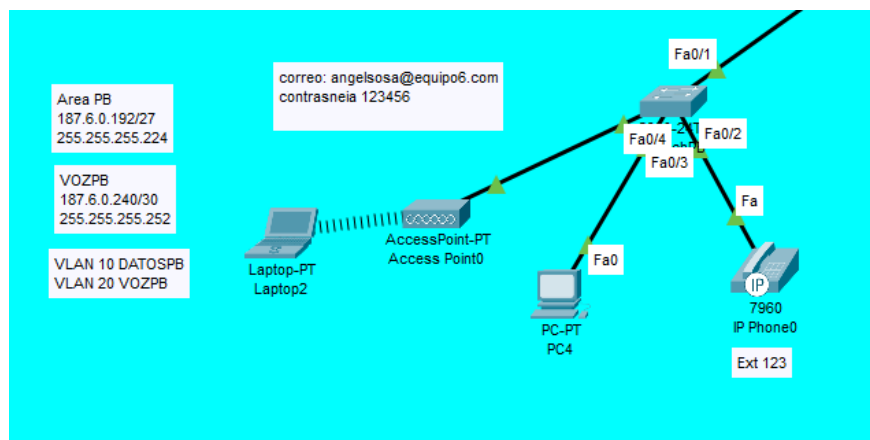 Fa0/1
correo: angelsosa@equipo6.com
contrasneia 123456
Area PB
187.6.0.192/27
255.255.255.224
Fa0/4
Fa0/2
Fa0/3
VOZPB
187.6.0.240/30
255.255.255.252
Fa
AccessPoint-PT
Access Point0
VLAN 10 DATOSPB
VLAN 20 VOZPB
Laptop-PT
Laptop2
Fa0
IP
7960
IP Phone0
PC-PT
PC4
Ext 123